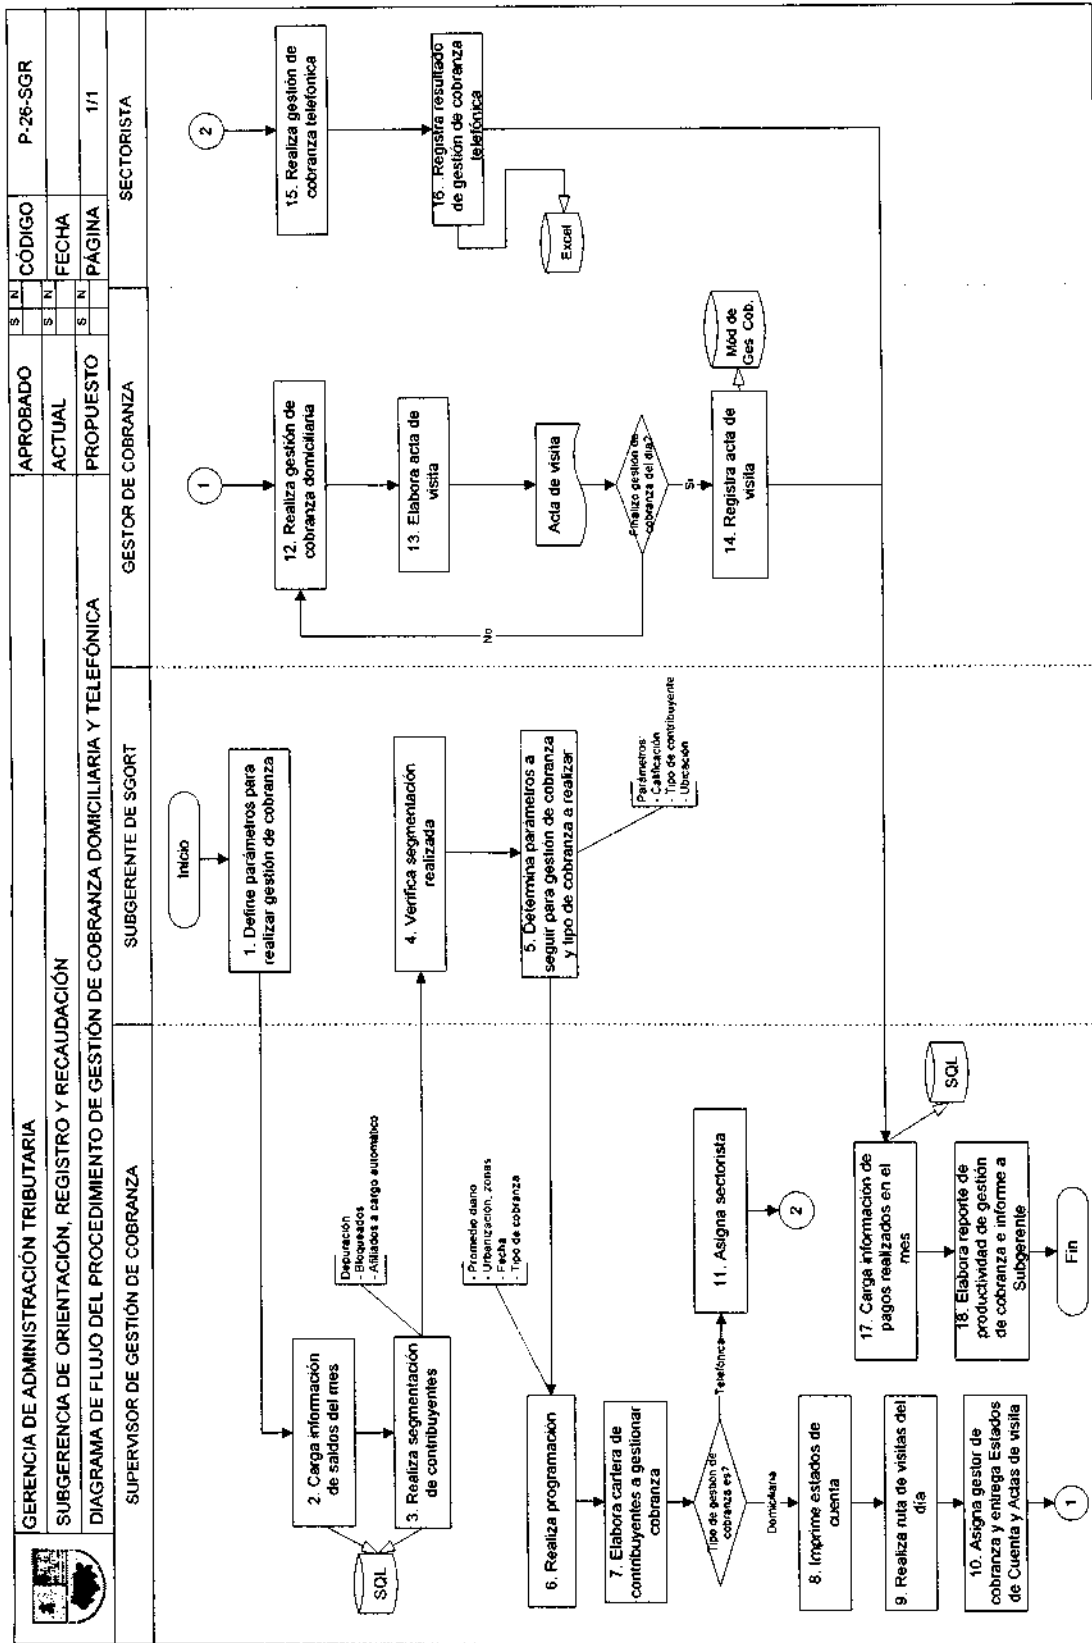 GERENCIA DE ADMINISTRACIÓN TRIBUTARIA
SUBGERENCIA DE ORIENTACIÓN, REGISTRO Y RECAUDACIÓN
DIAGRAMA DE FLUJO DEL PROCEDIMIENTO DE GESTIÓN DE COBRANZA DOMICILIARIA Y TELEFÓNICA
APROBADO S N
ACTUAL S N
PROPUESTO S N
CÓDIGO P-26-SGR
FECHA
PÁGINA 1/1
SUPERVISOR DE GESTIÓN DE COBRANZA
SUBGERENTE DE SGORT
GESTOR DE COBRANZA
SECTORISTA
Inicio
1. Define parámetros para
realizar gestión de cobranza
2. Carga información
de saldos del mes
3. Realiza segmentación
de contribuyentes
SQL
Depuración
- Bloqueados
- Afiliados a cargo automático
4. Verifica segmentación
realizada
5. Determina parámetros a
seguir para gestión de cobranza
y tipo de cobranza a realizar
Parámetros:
- Calificación
- Tipo de contribuyente
- Ubicación
- Promedio diario
- Urbanización, zonas
- Fecha
- Tipo de cobranza
6. Realiza programación
7. Elabora cartera de
contribuyentes a gestionar
cobranza
Tipo de gestión de
cobranza es?
Telefónica
Domiciliaria
8. Imprime estados de
cuenta
9. Realiza ruta de visitas del
día
10. Asigna gestor de
cobranza y entrega Estados
de Cuenta y Actas de visita
1
11. Asigna sectorista
2
1
12. Realiza gestión de
cobranza domiciliaria
13. Elabora acta de
visita
Acta de visita
Finalizo gestión de
cobranza del día?
No
Si
14. Registra acta de
visita
Mód de
Ges Cob.
2
15. Realiza gestión de
cobranza telefonica
16. .Registra resultado
de gestión de cobranza
telefónica
Excel
17. Carga información de
pagos realizados en el
mes
SQL
18. Elabora reporte de
productividad de gestión
de cobranza e informe a
Subgerente
Fin